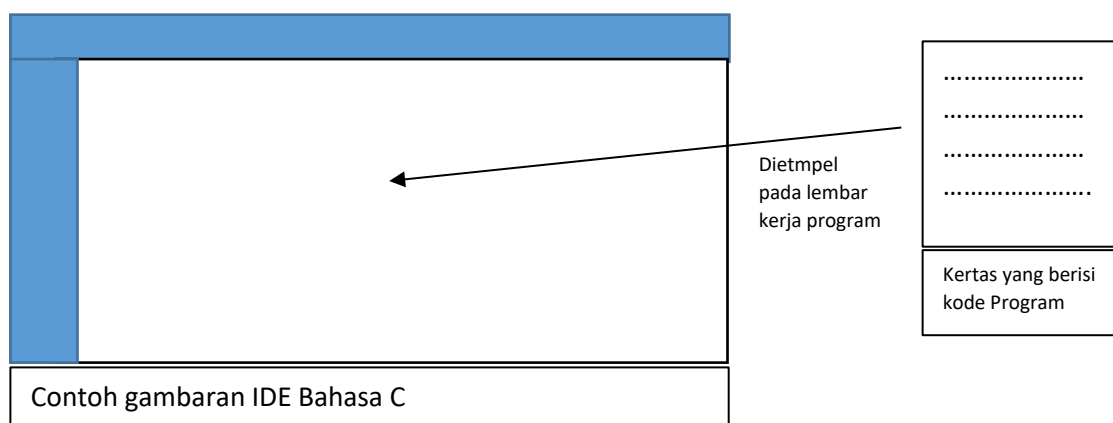 Dietmpel
pada lembar
kerja program
…………………
…………………
…………………
………………….
Kertas yang berisi
kode Program
Contoh gambaran IDE Bahasa C